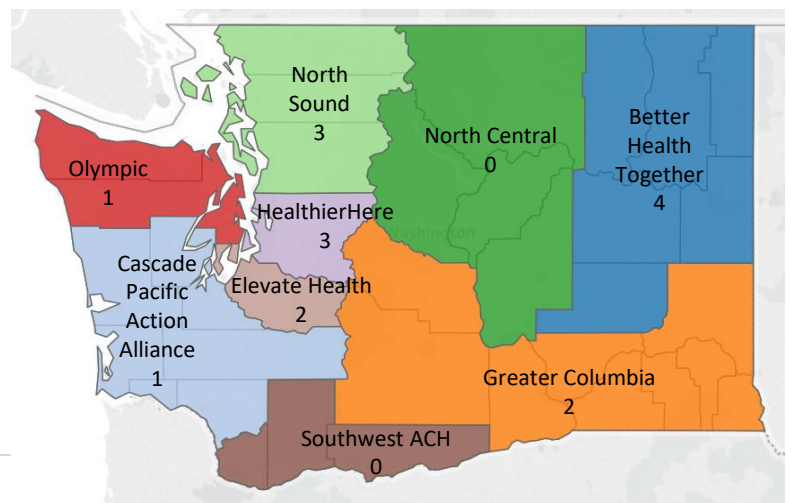 North
Sound
3
North Central
0
Better
Health
Together
4
Olympic
1
HealthierHere
3
Washington
Cascade
Pacific
Action
Alliance
1
Elevate Health
2
Greater Columbia
2
Southwest ACH
0